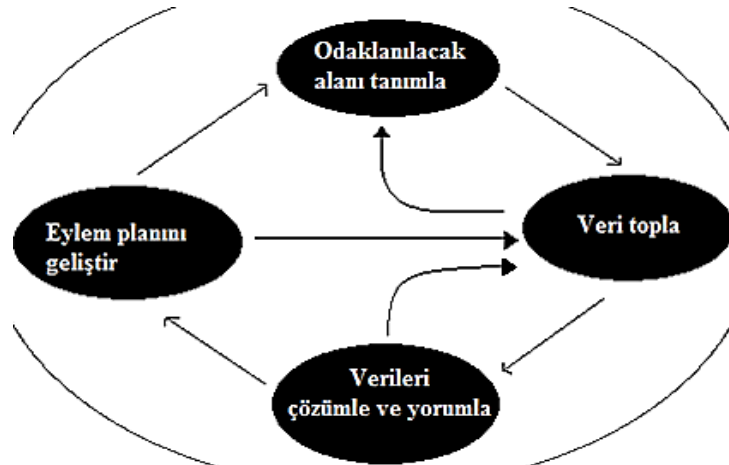 Odaklanılacak
alanı tanımla
Veri topla
Eylem planını
geliştir
Verileri
çözümle ve yorumla